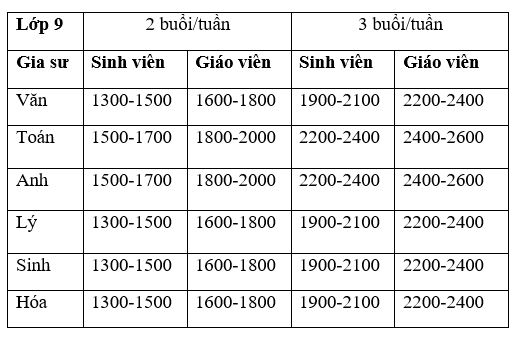 Lớp 9 2 buổi/tuần 3 buổi/tuần
Gia sư Sinh viên Giáo viên Sinh viên Giáo viên
Văn 1300-1500 1600-1800 1900-2100 2200-2400
Toán 1500-1700 1800-2000 2200-2400 2400-2600
Anh 1500-1700 1800-2000 2200-2400 2400-2600
Lý 1300-1500 1600-1800 1900-2100 2200-2400
Sinh 1300-1500 1600-1800 1900-2100 2200-2400
Hóa 1300-1500 1600-1800 1900-2100 2200-2400